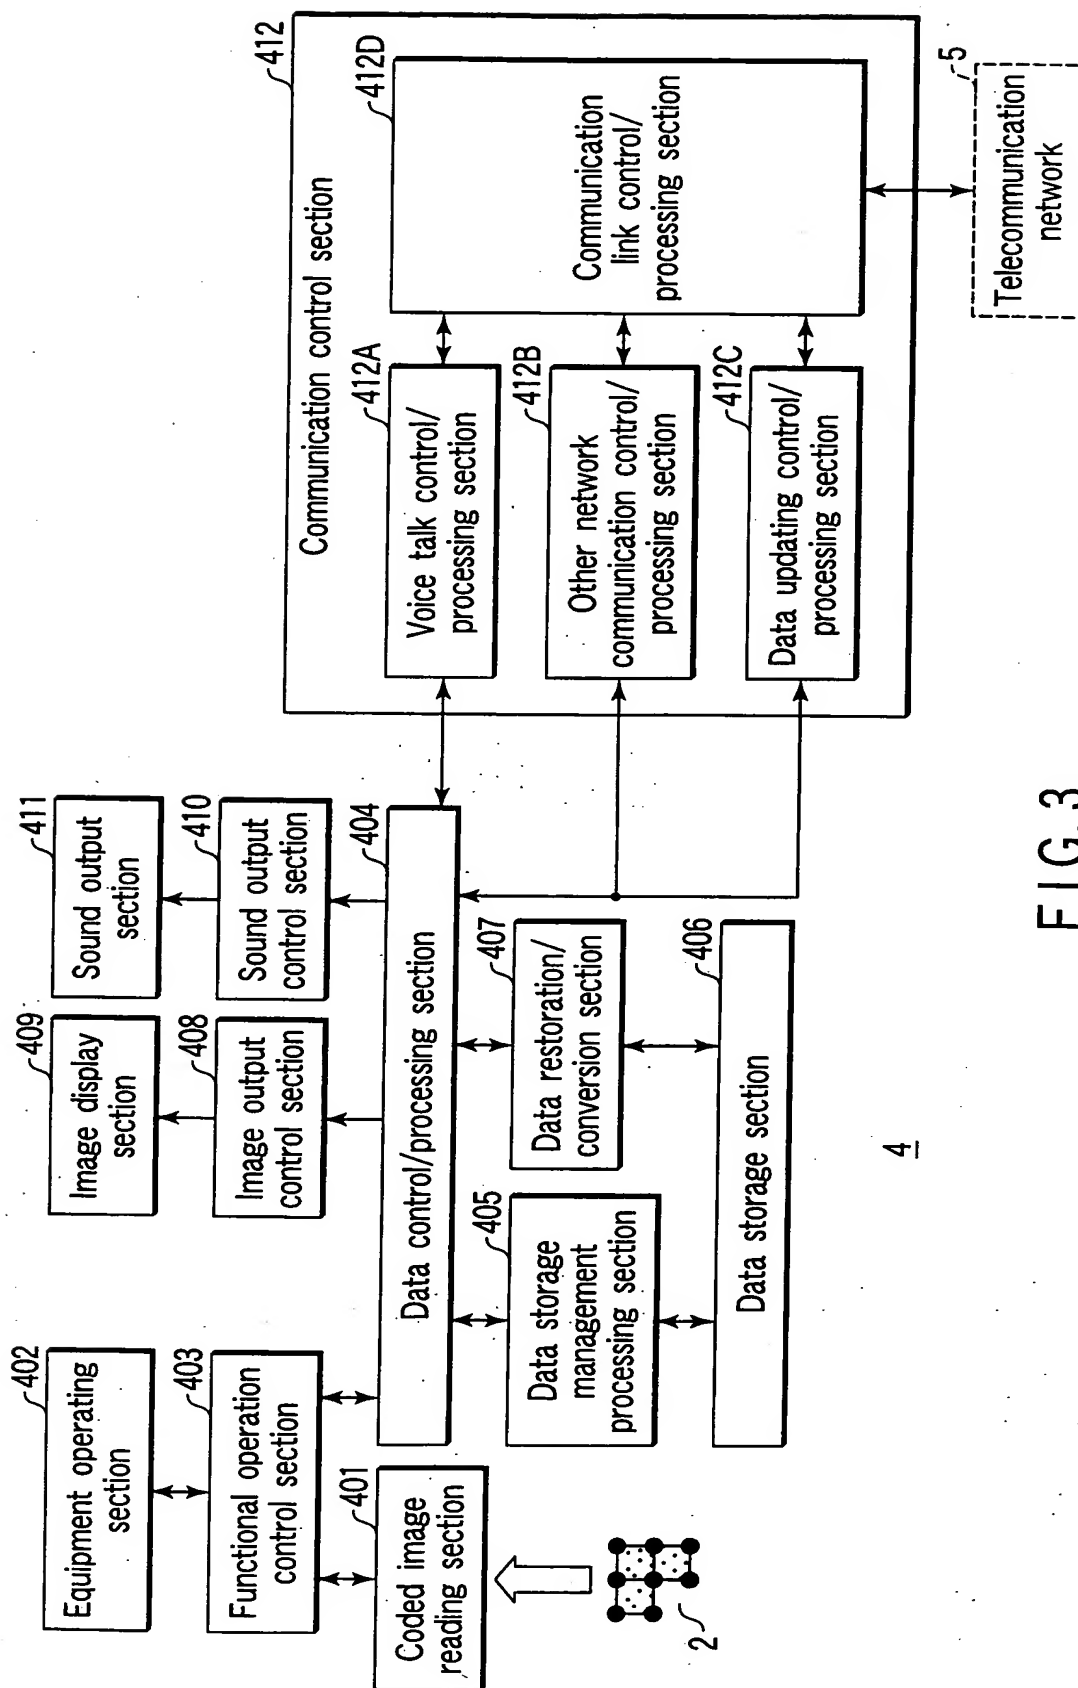 402
Equipment operating
section
403
Functional operation
control section
401
Coded image
reading section
2
409
Image display
section
408
Image output
control section
411
Sound output
section
410
Sound output
control section
404
Data control/processing section
405
Data storage
management
processing section
407
Data restoration/
conversion section
406
Data storage section
4
412
Communication control section
412A
Voice talk control/
processing section
412B
Other network
communication control/
processing section
412C
Data updating control/
processing section
412D
Communication
link control/
processing section
5
Telecommunication
network
FIG. 3